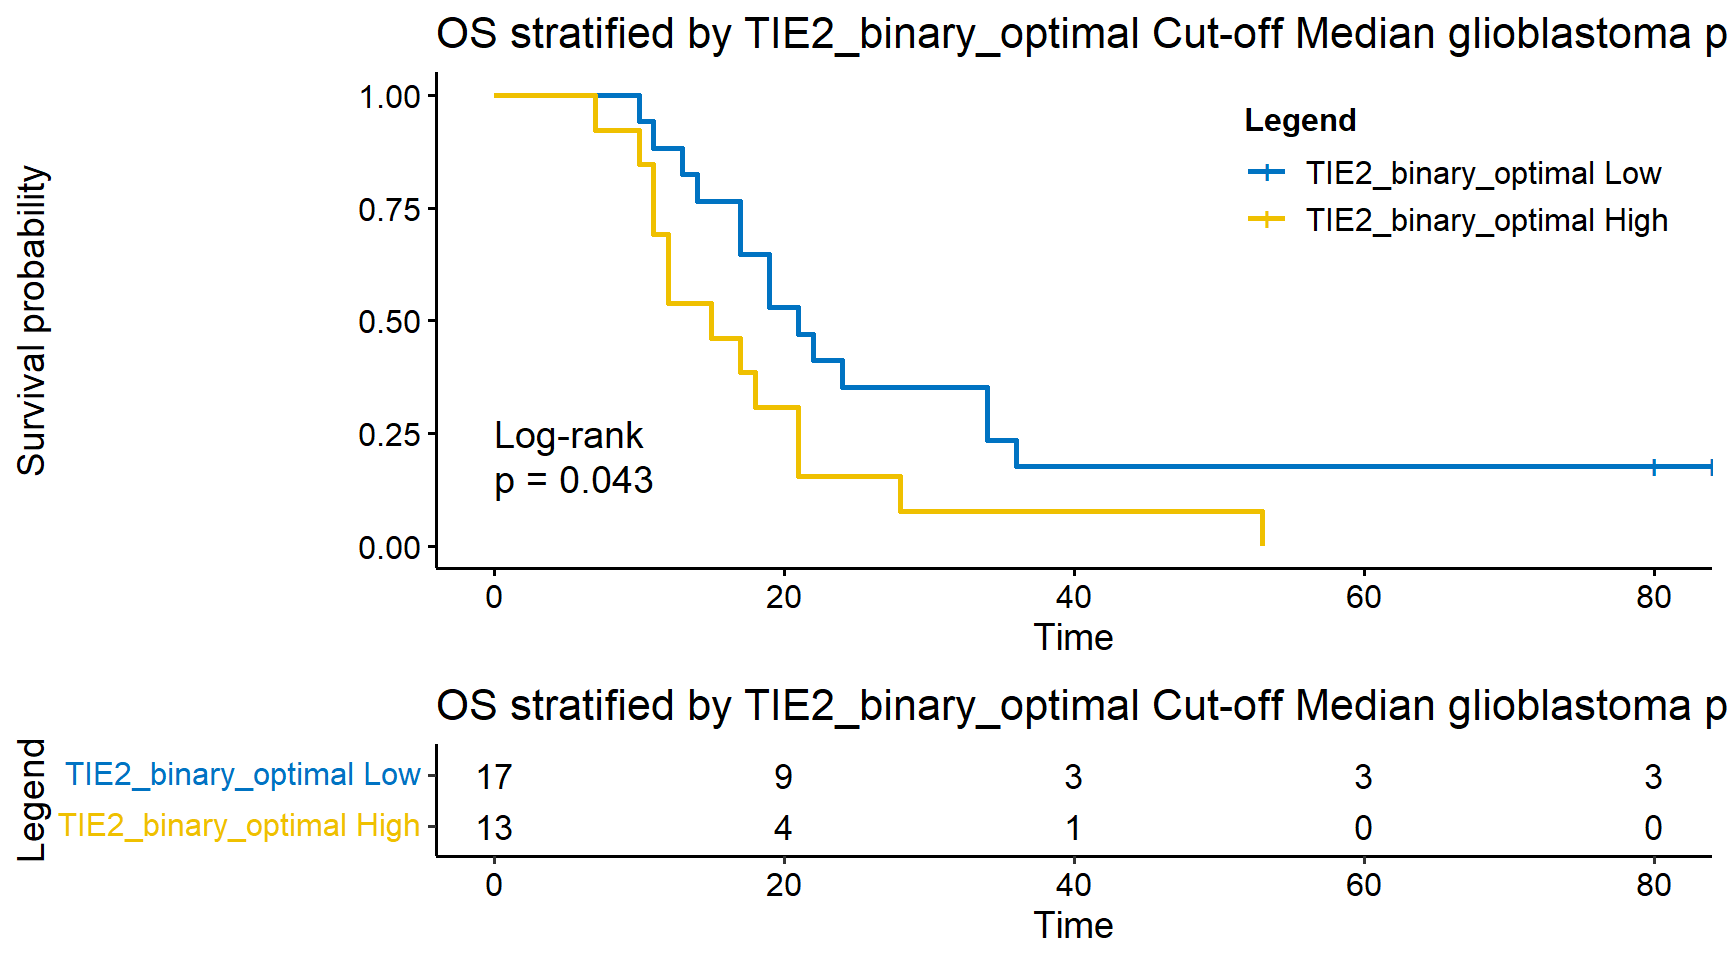 OS stratified by TIE2_binary_optimal Cut-off Median glioblastoma p
Survival probability
1.00
0.75
0.50
0.25
0.00
Legend
TIE2_binary_optimal Low
TIE2_binary_optimal High
Log-rank
p = 0.043
0 20 40 60 80
Time
OS stratified by TIE2_binary_optimal Cut-off Median glioblastoma p
Legend
TIE2_binary_optimal Low 17 9 3 3 3
TIE2_binary_optimal High 13 4 1 0 0
0 20 40 60 80
Time